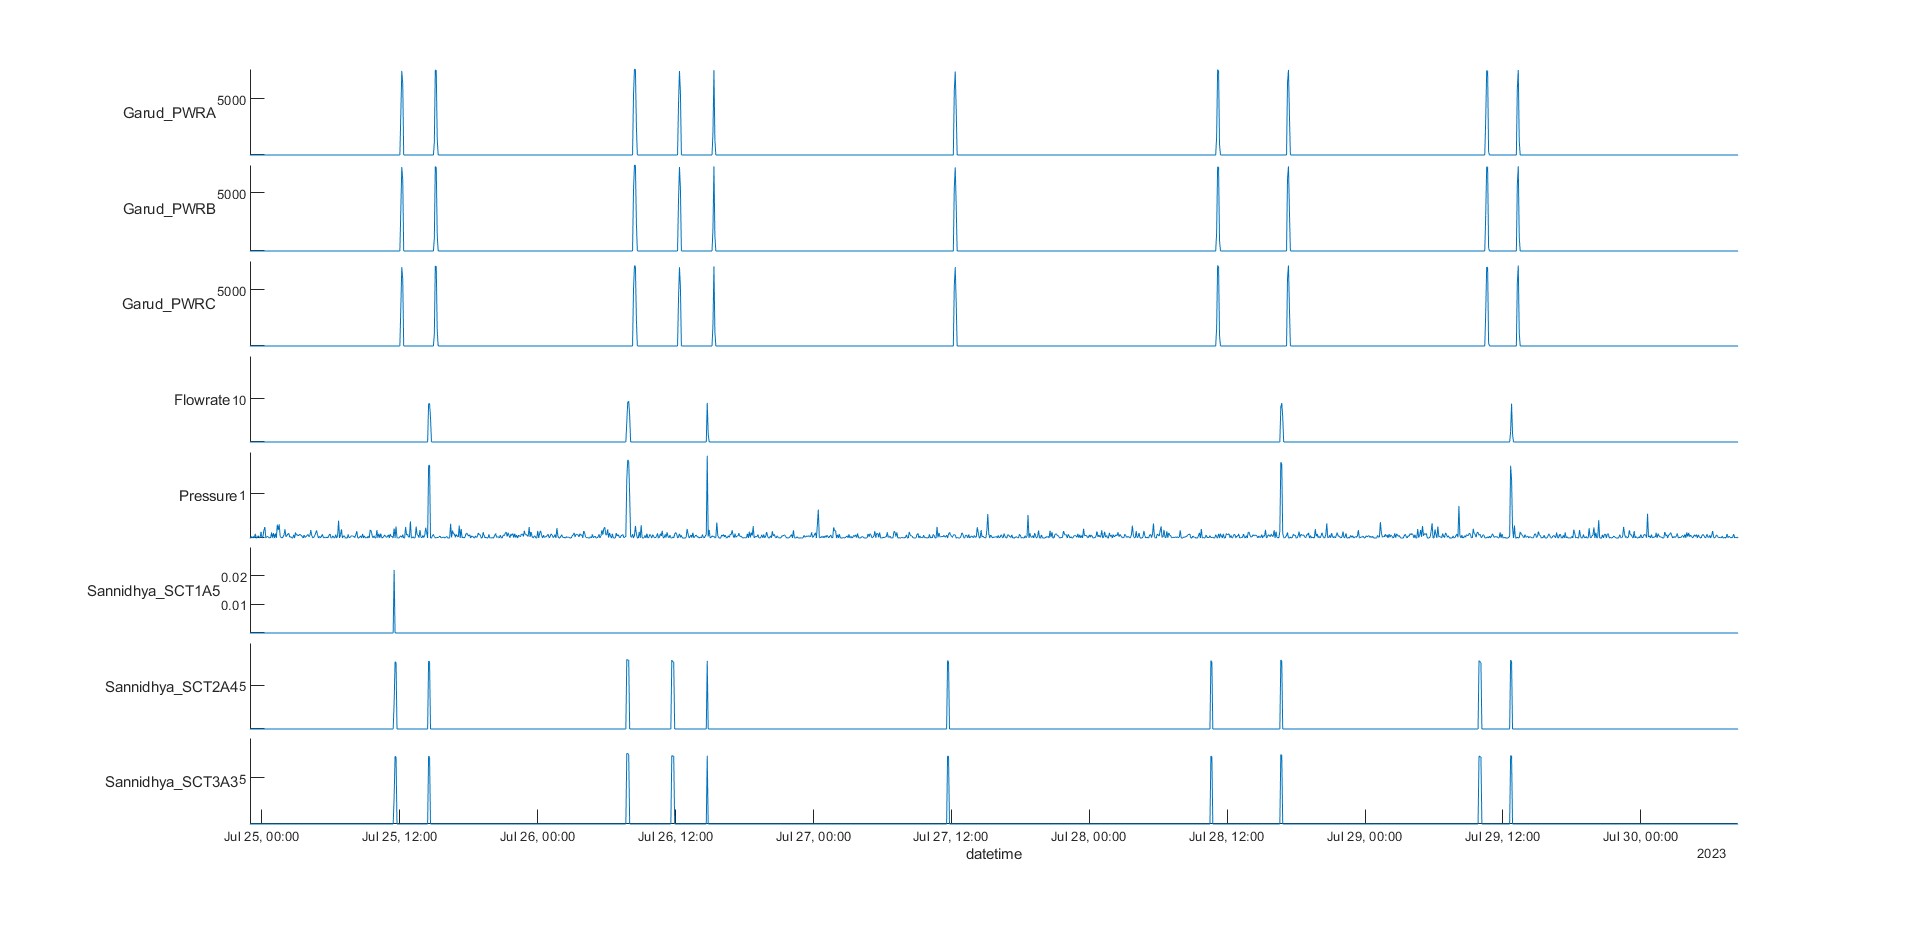 5000
Garud_PWRA
5000
Garud_PWRB
5000
Garud_PWRC
Flowrate 10
Pressure 1
0.02
Sannidhya_SCT1A5
0.01
Sannidhya_SCT2A4 5
Sannidhya_SCT3A3 5
Jul 25, 00:00 Jul 25, 12:00 Jul 26, 00:00 Jul 26, 12:00 Jul 27, 00:00 Jul 27, 12:00 Jul 28, 00:00 Jul 28, 12:00 Jul 29, 00:00 Jul 29, 12:00 Jul 30, 00:00
datetime 2023